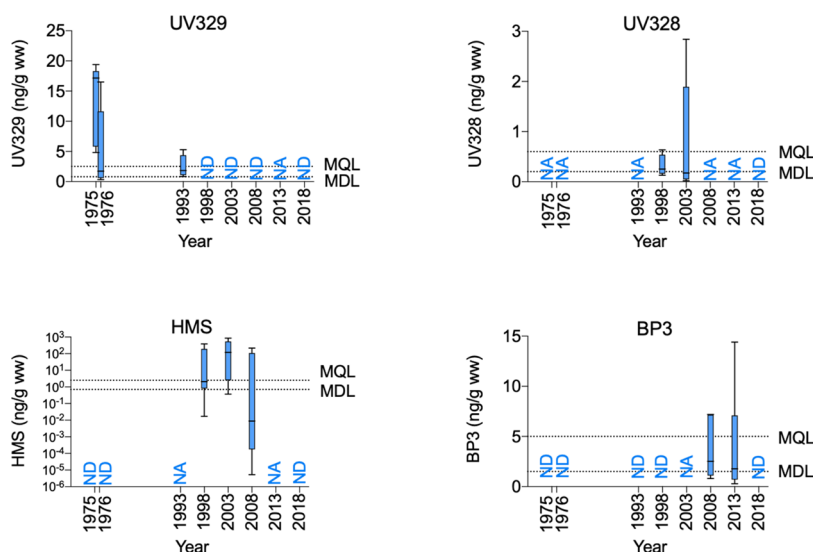 UV329
UV329 (ng/g ww)
25
20
15
10
5
0
ND
ND
ND
NA
ND
MQL
MDL
1975
1976
1993
1998
2003
2008
2013
2018
Year
UV328
UV328 (ng/g ww)
3
2
1
0
NA
NA
NA
NA
NA
ND
MQL
MDL
1975
1976
1993
1998
2003
2008
2013
2018
Year
HMS
HMS (ng/g ww)
10³
10²
10¹
10⁰
10⁻¹
10⁻²
10⁻³
10⁻⁴
10⁻⁵
10⁻⁶
ND
ND
NA
NA
ND
MQL
MDL
1975
1976
1993
1998
2003
2008
2013
2018
Year
BP3
BP3 (ng/g ww)
15
10
5
0
ND
ND
ND
ND
NA
ND
MQL
MDL
1975
1976
1993
1998
2003
2008
2013
2018
Year